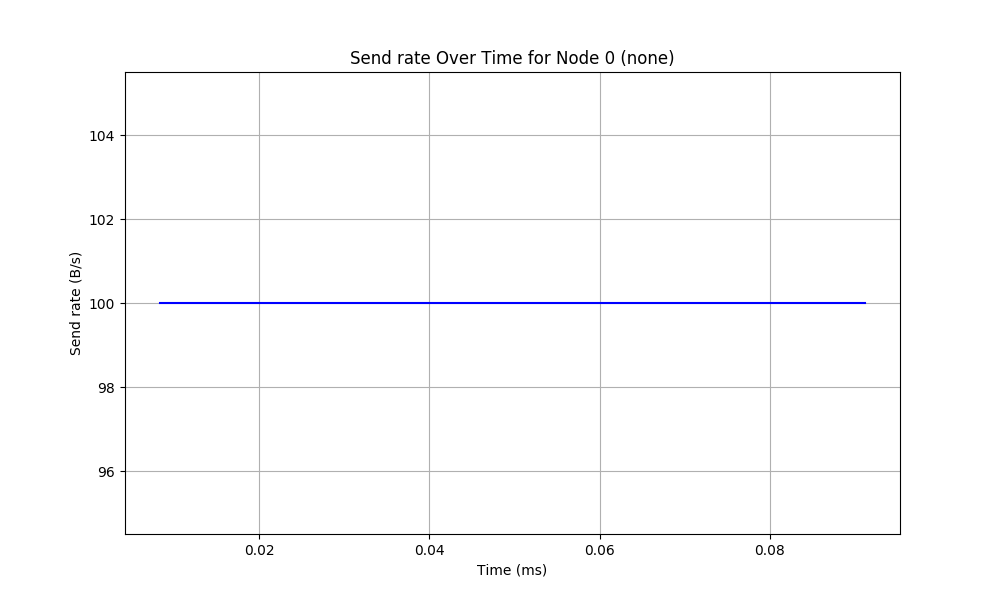 Send rate Over Time for Node 0 (none)
Send rate (B/s)
104
102
100
98
96
0.02 0.04 0.06 0.08
Time (ms)